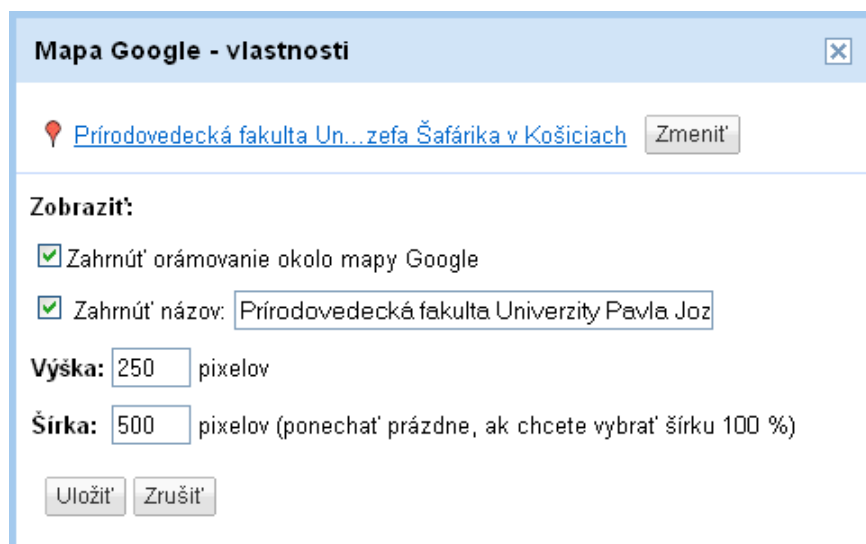 Mapa Google - vlastnosti
Prírodovedecká fakulta Un...zefa Šafárika v Košiciach Zmeniť
Zobraziť:
Zahrnúť orámovanie okolo mapy Google
Zahrnúť názov: Prírodovedecká fakulta Univerzity Pavla Joz
Výška: 250 pixelov
Šírka: 500 pixelov (ponechať prázdne, ak chcete vybrať šírku 100 %)
Uložiť Zrušiť